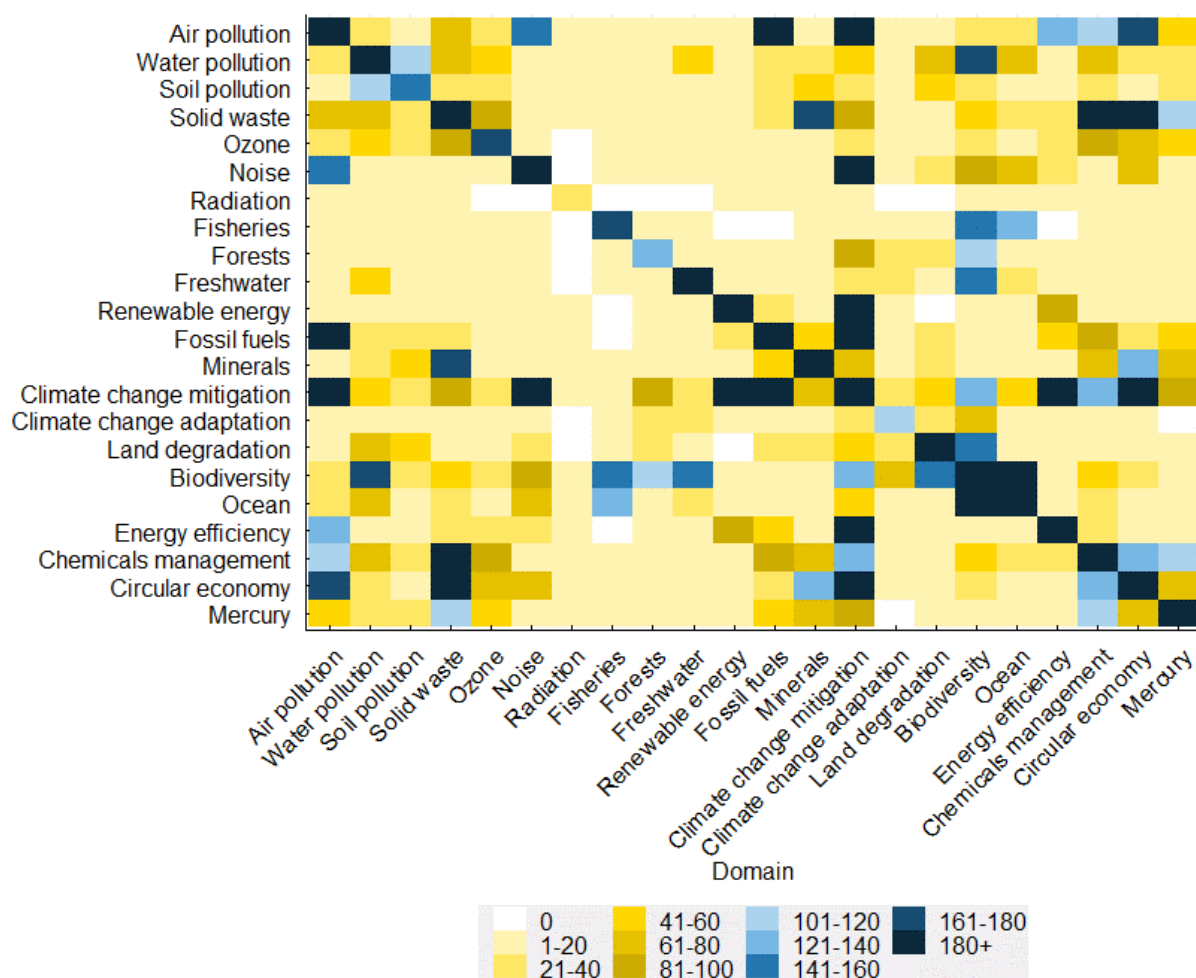 Air pollution
Water pollution
Soil pollution
Solid waste
Ozone
Noise
Radiation
Fisheries
Forests
Freshwater
Renewable energy
Fossil fuels
Minerals
Climate change mitigation
Climate change adaptation
Land degradation
Biodiversity
Ocean
Energy efficiency
Chemicals management
Circular economy
Mercury
Air pollution
Water pollution
Soil pollution
Solid waste
Ozone
Noise
Radiation
Fisheries
Forests
Freshwater
Renewable energy
Fossil fuels
Minerals
Climate change mitigation
Climate change adaptation
Land degradation
Biodiversity
Ocean
Energy efficiency
Chemicals management
Circular economy
Mercury
Domain
0
1-20
21-40
41-60
61-80
81-100
101-120
121-140
141-160
161-180
180+